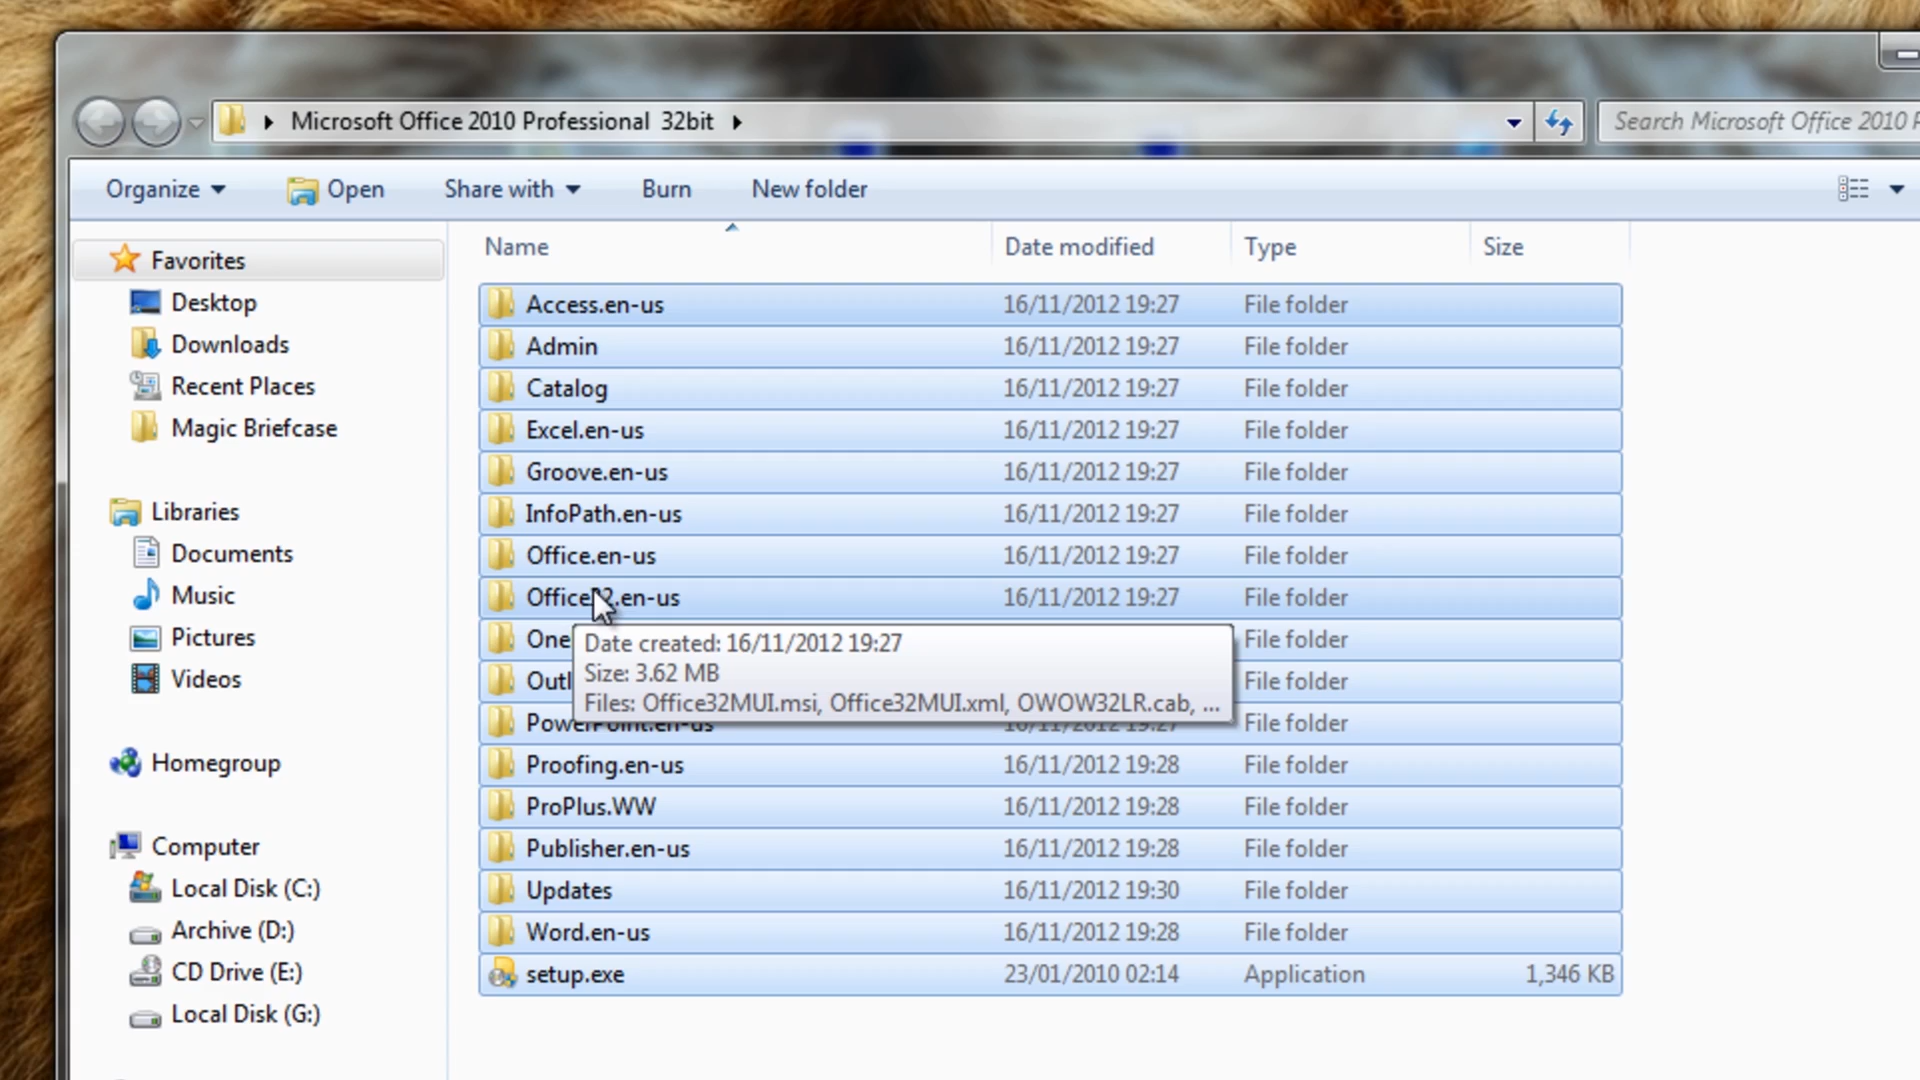 Microsoft Office 2010 Professional 32bit
Search Microsoft Office 2010 P
Organize Open Share with Burn New folder
Name Date modified Type Size
Favorites
Desktop
Downloads
Recent Places
Magic Briefcase
Libraries
Documents
Music
Pictures
Videos
Homegroup
Computer
Local Disk (C:)
Archive (D:)
CD Drive (E:)
Local Disk (G:)
Access.en-us 16/11/2012 19:27 File folder
Admin 16/11/2012 19:27 File folder
Catalog 16/11/2012 19:27 File folder
Excel.en-us 16/11/2012 19:27 File folder
Groove.en-us 16/11/2012 19:27 File folder
InfoPath.en-us 16/11/2012 19:27 File folder
Office.en-us 16/11/2012 19:27 File folder
Office32.en-us 16/11/2012 19:27 File folder
One File folder
Outl File folder
PowerPoint.en-us 16/11/2012 19:27 File folder
Proofing.en-us 16/11/2012 19:28 File folder
ProPlus.WW 16/11/2012 19:28 File folder
Publisher.en-us 16/11/2012 19:28 File folder
Updates 16/11/2012 19:30 File folder
Word.en-us 16/11/2012 19:28 File folder
setup.exe 23/01/2010 02:14 Application 1,346 KB
Date created: 16/11/2012 19:27
Size: 3.62 MB
Files: Office32MUI.msi, Office32MUI.xml, OWOW32LR.cab, ...